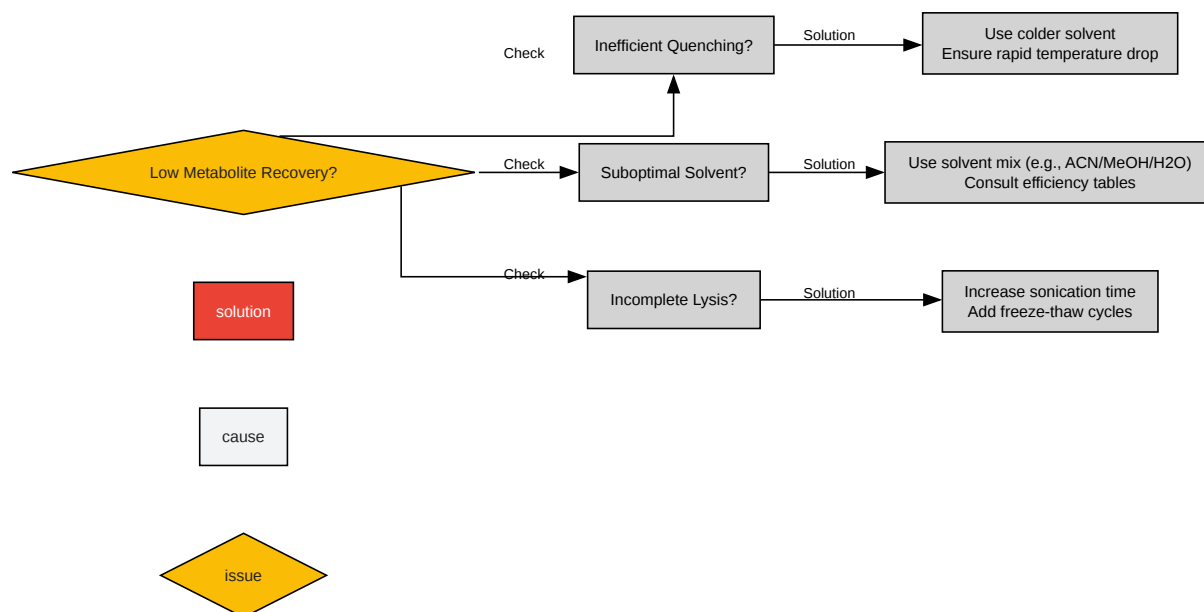 Check
Inefficient Quenching?
Solution
Use colder solvent
Ensure rapid temperature drop
Low Metabolite Recovery?
Check
Suboptimal Solvent?
Solution
Use solvent mix (e.g., ACN/MeOH/H2O)
Consult efficiency tables
Check
Incomplete Lysis?
Solution
Increase sonication time
Add freeze-thaw cycles
solution
cause
issue